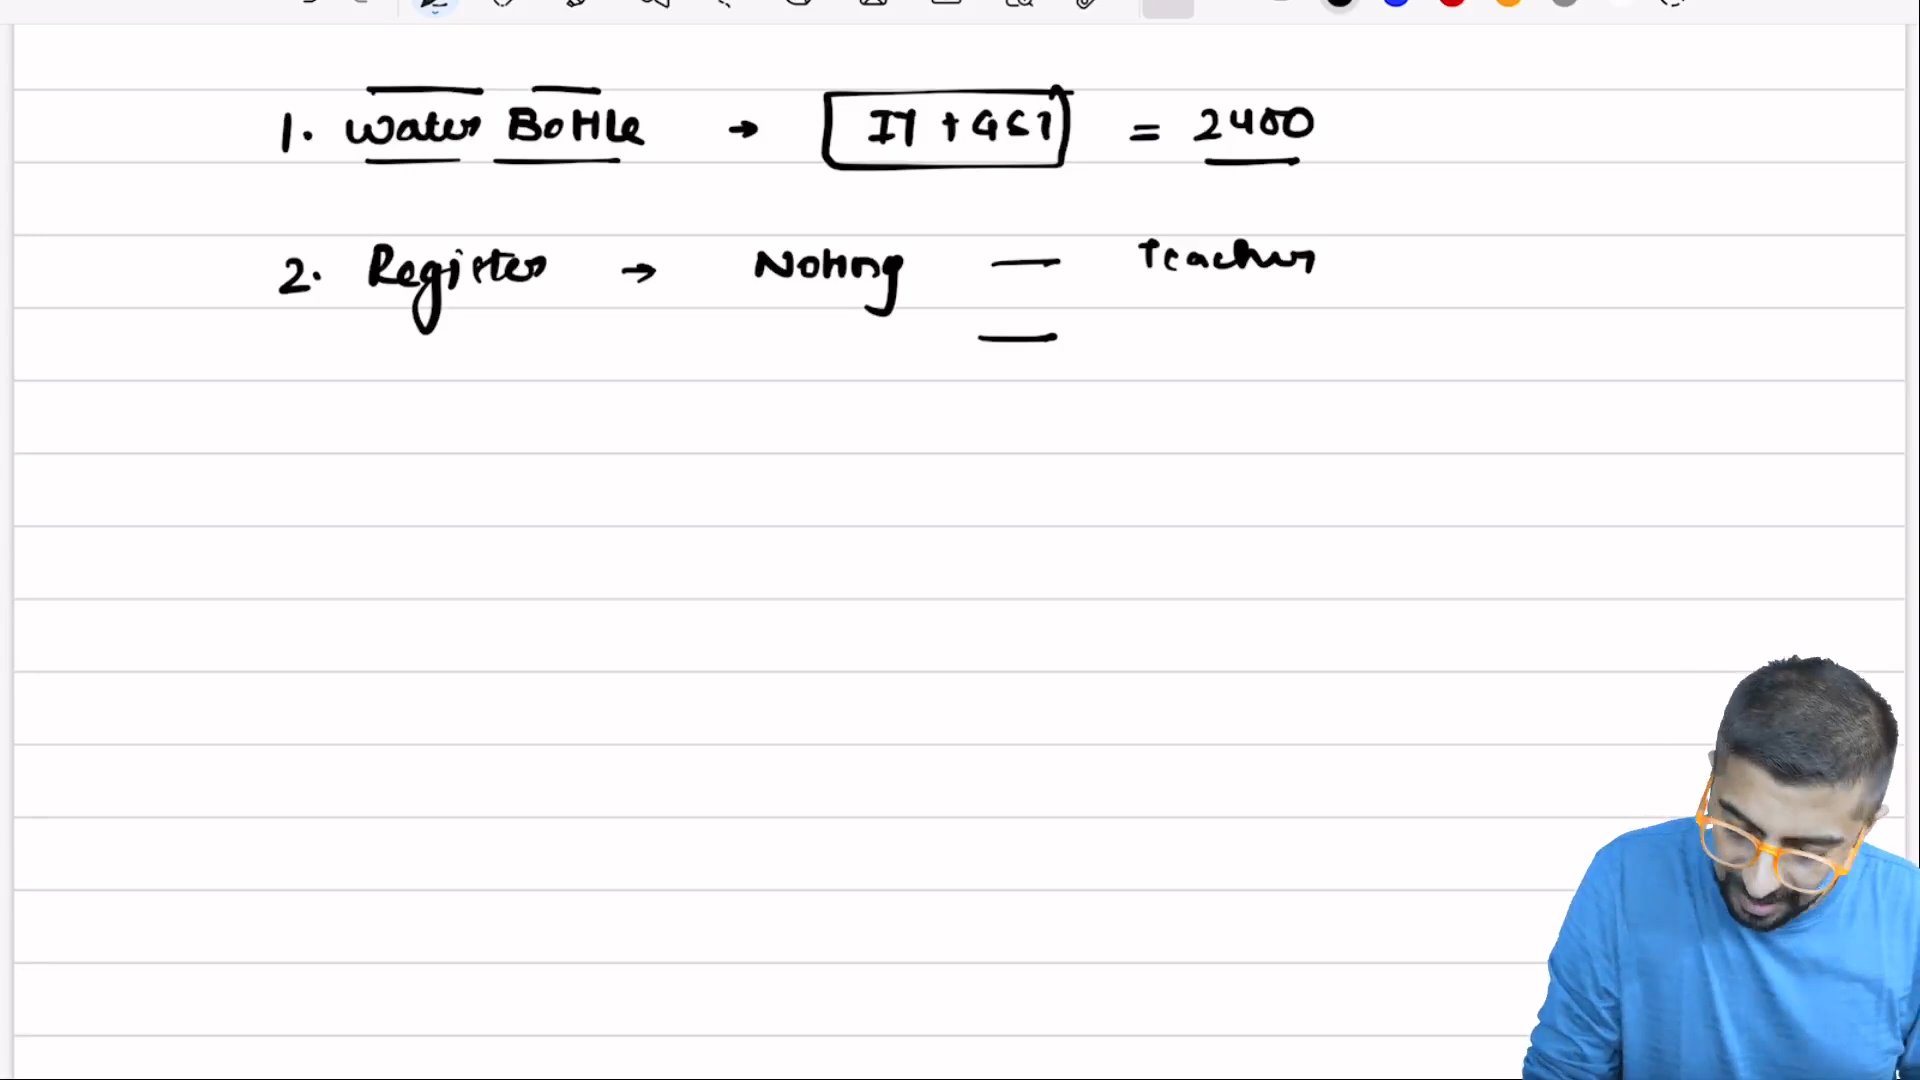 1. Water Bottle → IT + GST = 2400
2. Register → Nothing — Teacher